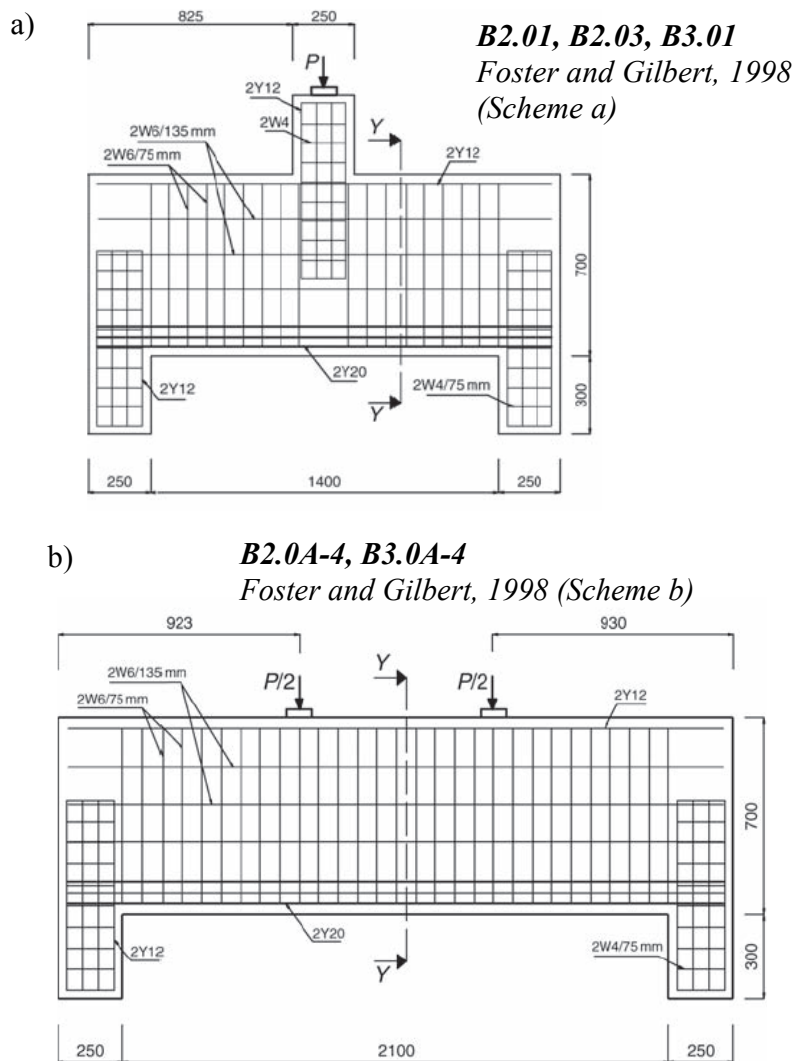 a)
825
250
B2.01, B2.03, B3.01
Foster and Gilbert, 1998
(Scheme a)
P
2Y12
2W4
Y
2W6/135 mm
2W6/75 mm
2Y12
700
2Y20
2Y12
2W4/75 mm
Y
300
250
1400
250
b)
B2.0A-4, B3.0A-4
Foster and Gilbert, 1998 (Scheme b)
923
930
2W6/135 mm
P/2
Y
P/2
2W6/75 mm
2Y12
700
2Y20
2Y12
2W4/75 mm
Y
300
250
2100
250